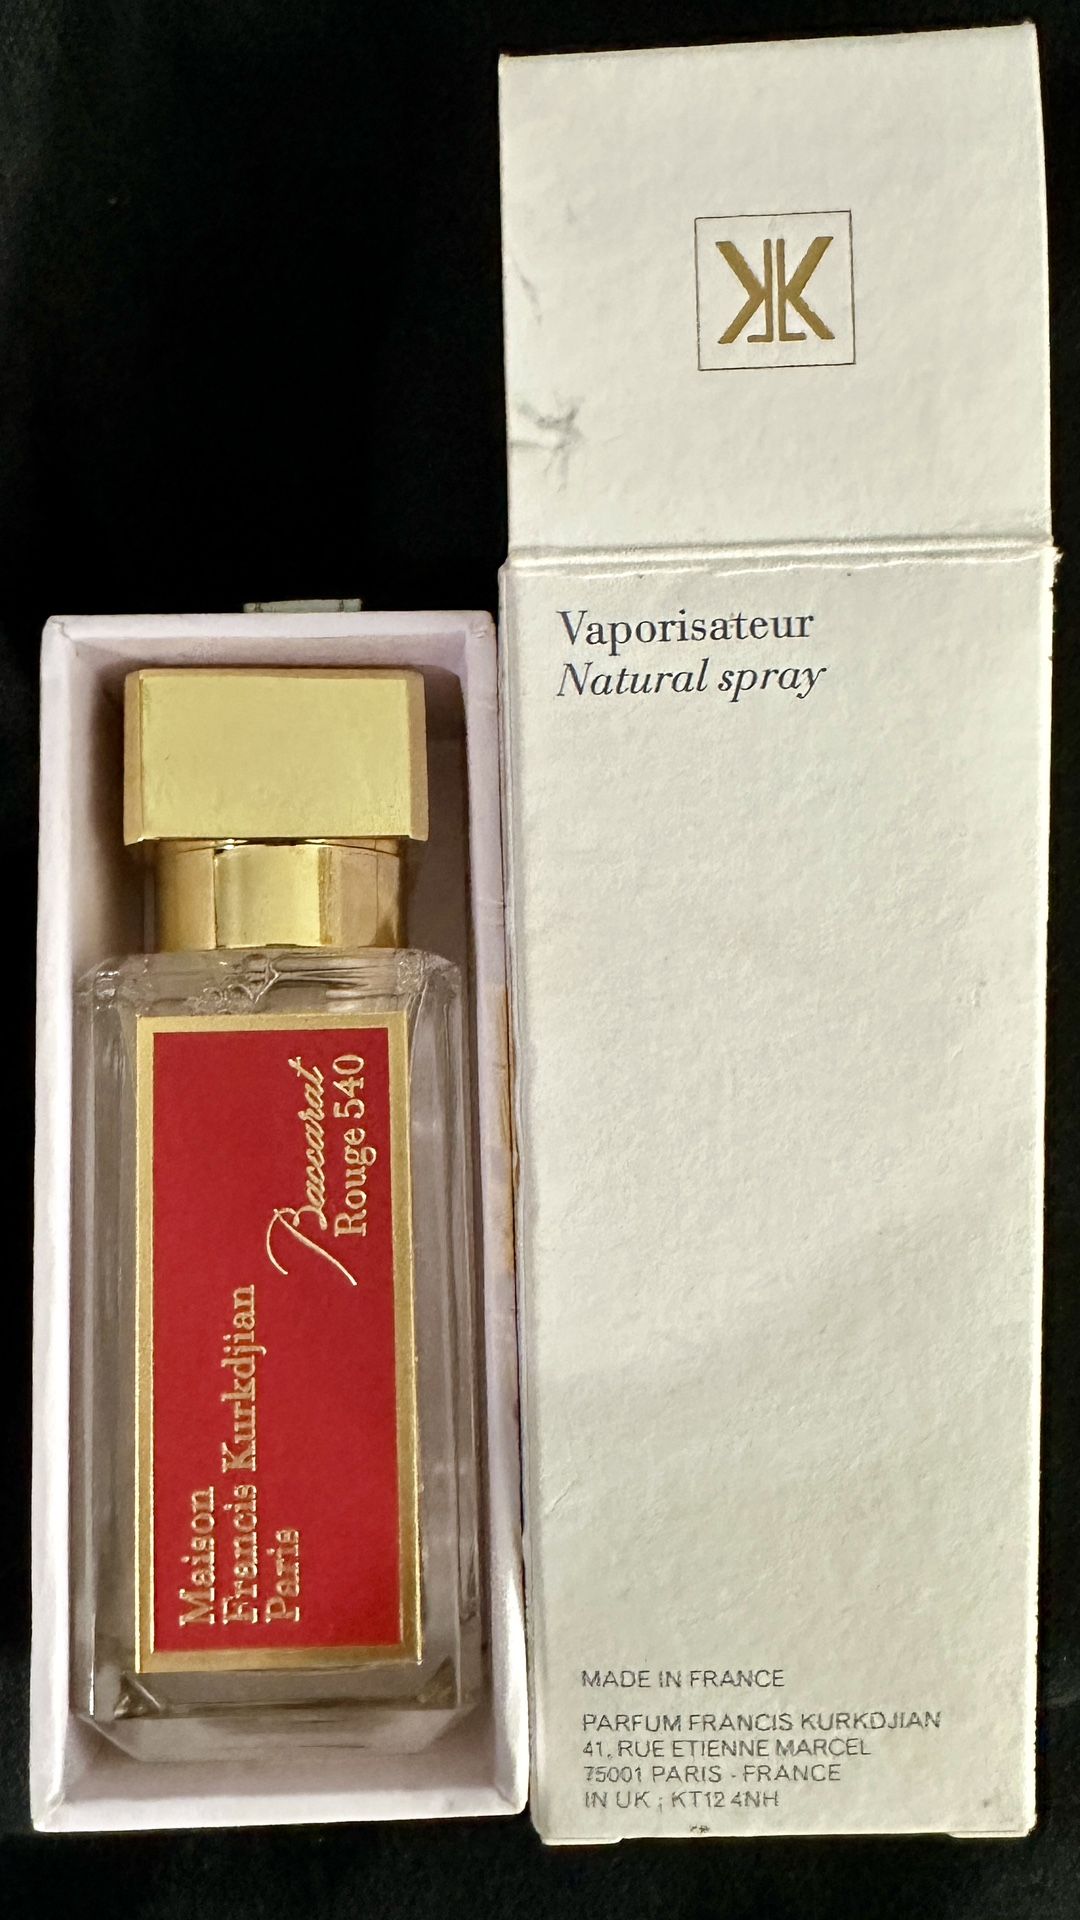 Maison
Francis Kurkdjian
Paris
Baccarat
Rouge 540
Vaporisateur
Natural spray
MADE IN FRANCE
PARFUM FRANCIS KURKDJIAN
41, RUE ETIENNE MARCEL
75001 PARIS - FRANCE
IN UK : KT12 4NH